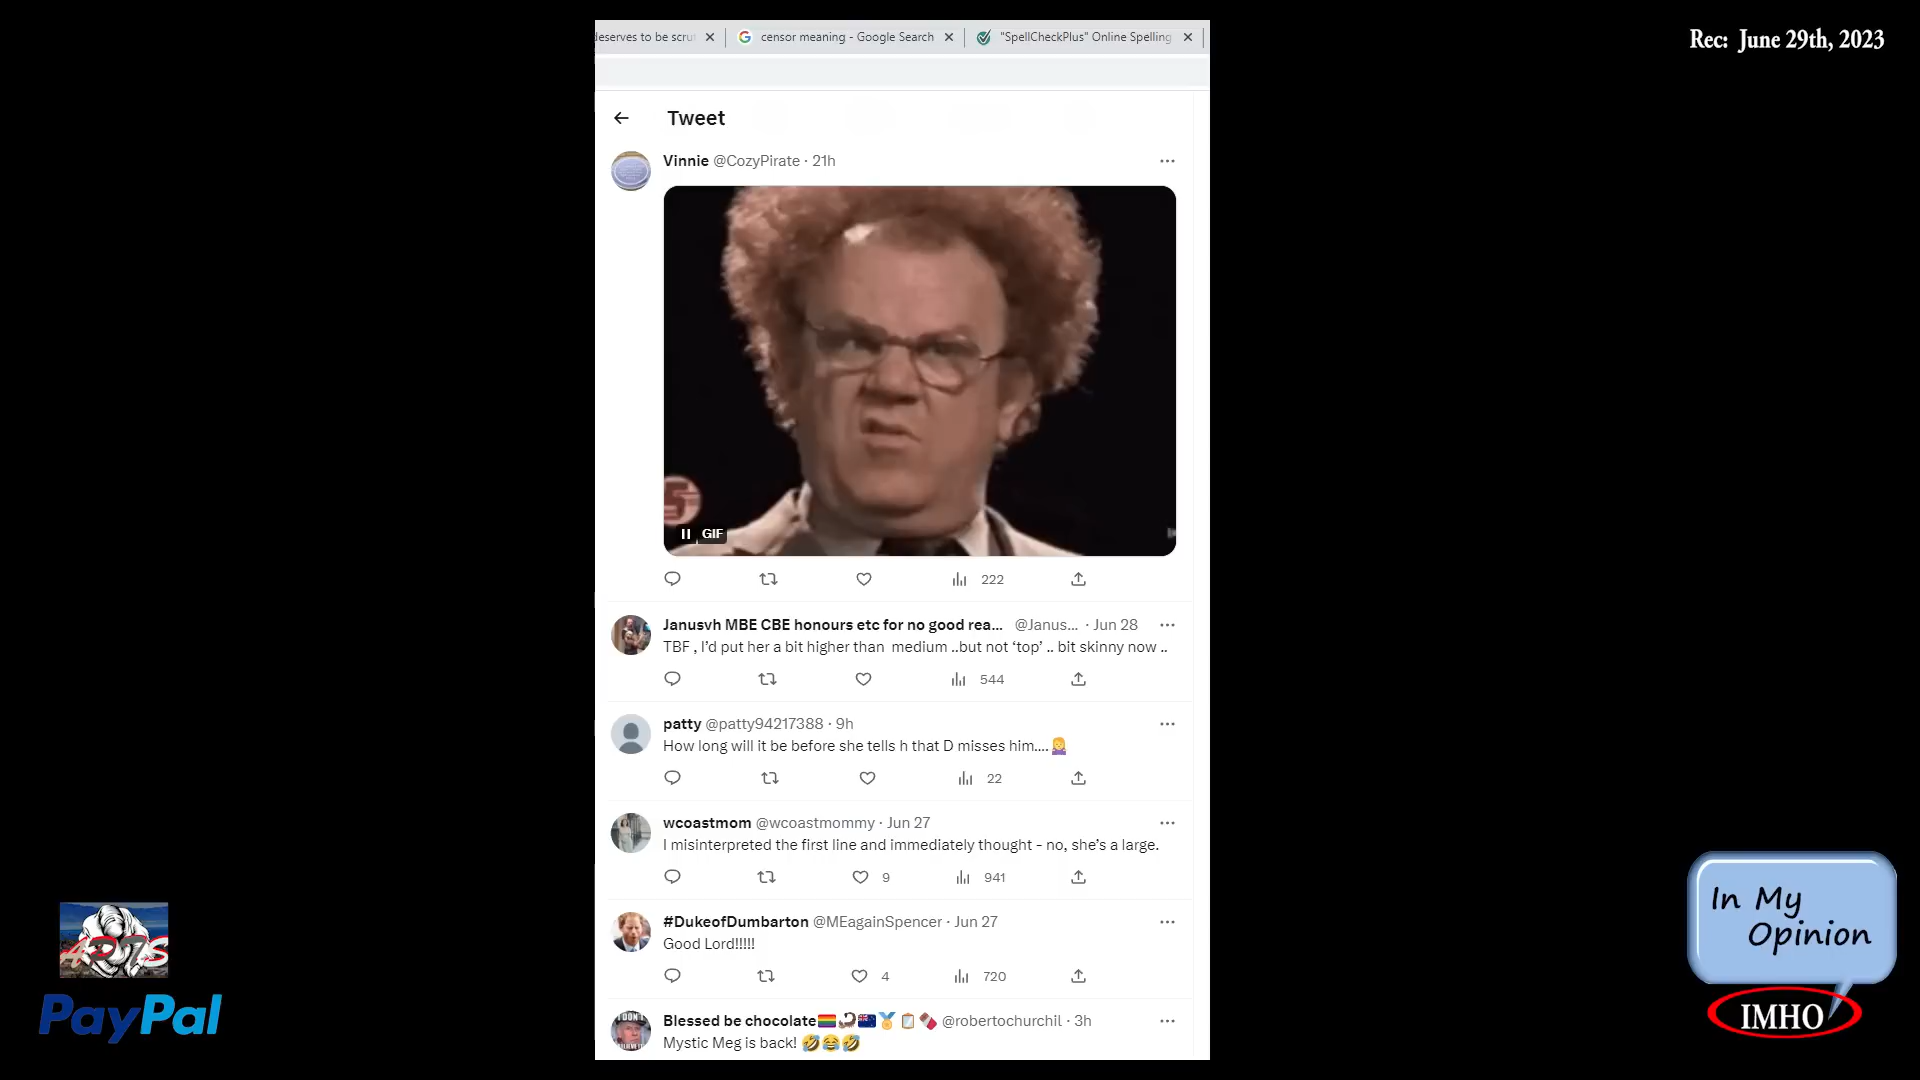 deserves to be scru
censor meaning - Google Search
"SpellCheckPlus" Online Spelling
Rec: June 29th, 2023
Tweet
Vinnie @CozyPirate · 21h
5
GIF
222
Janusvh MBE CBE honours etc for no good rea... @Janus... · Jun 28
TBF , I’d put her a bit higher than medium ..but not ‘top’ .. bit skinny now ..
544
patty @patty94217388 · 9h
How long will it be before she tells h that D misses him....🤷‍♀️
22
wcoastmom @wcoastmommy · Jun 27
I misinterpreted the first line and immediately thought - no, she’s a large.
9 941
#DukeofDumbarton @MEagainSpencer · Jun 27
Good Lord!!!!!
4 720
Blessed be chocolate @robertochurchil · 3h
Mystic Meg is back! 🤣😂🤣
PayPal
In My
Opinion
IMHO